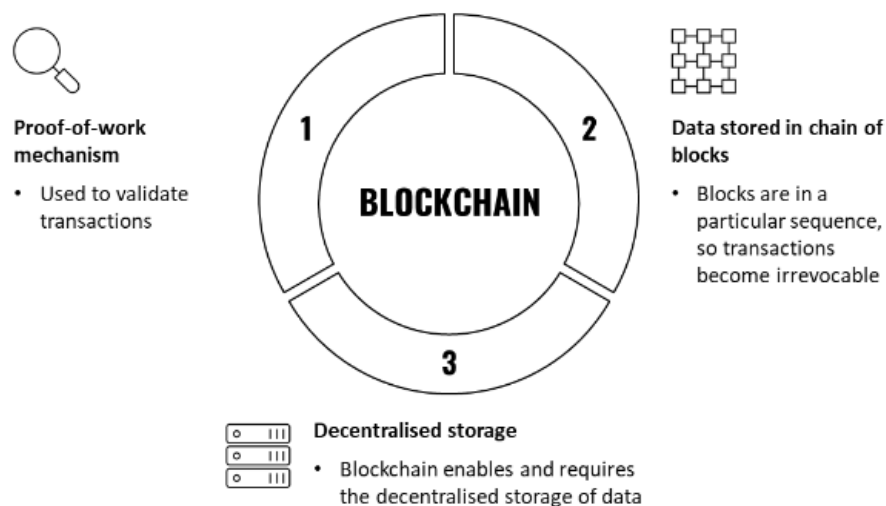 Proof-of-work
mechanism
• Used to validate
transactions
1
BLOCKCHAIN
2
Data stored in chain of
blocks
• Blocks are in a
particular sequence,
so transactions
become irrevocable
3
Decentralised storage
• Blockchain enables and requires
the decentralised storage of data